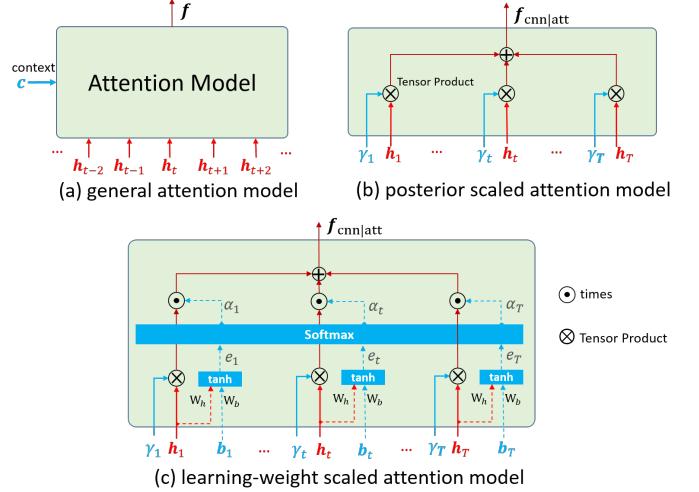 f
context
c
Attention Model
... h_{t-2} h_{t-1} h_t h_{t+1} h_{t+2} ...
(a) general attention model
f_{cnn|att}
Tensor Product
γ_1 h_1 ... γ_t h_t ... γ_T h_T
(b) posterior scaled attention model
f_{cnn|att}
α_1 α_t α_T
times
Softmax
Tensor Product
e_1 e_t e_T
tanh tanh tanh
W_h W_b W_h W_b W_h W_b
γ_1 h_1 b_1 ... γ_t h_t b_t ... γ_T h_T b_T
(c) learning-weight scaled attention model